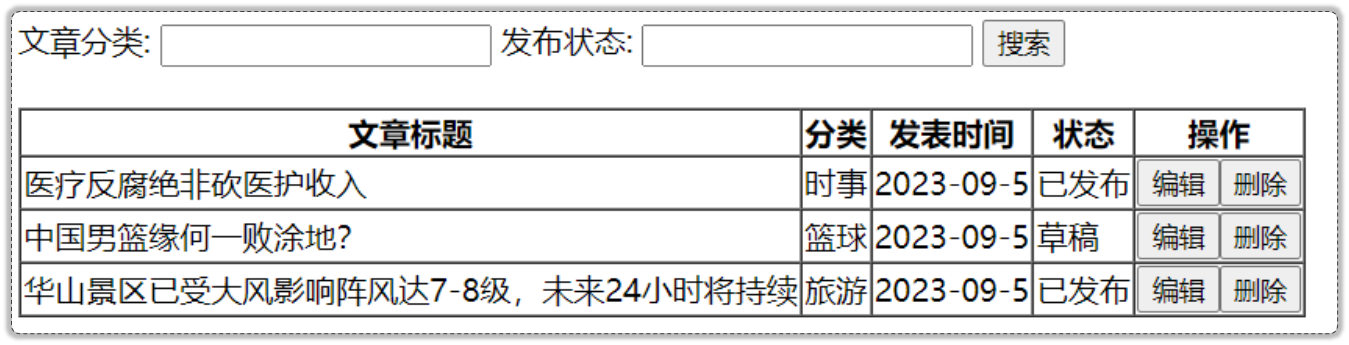 文章分类: 发布状态: 搜索
文章标题 分类 发表时间 状态 操作
医疗反腐绝非砍医护收入 时事 2023-09-5 已发布 编辑 删除
中国男篮缘何一败涂地? 篮球 2023-09-5 草稿 编辑 删除
华山景区已受大风影响阵风达7-8级，未来24小时将持续 旅游 2023-09-5 已发布 编辑 删除